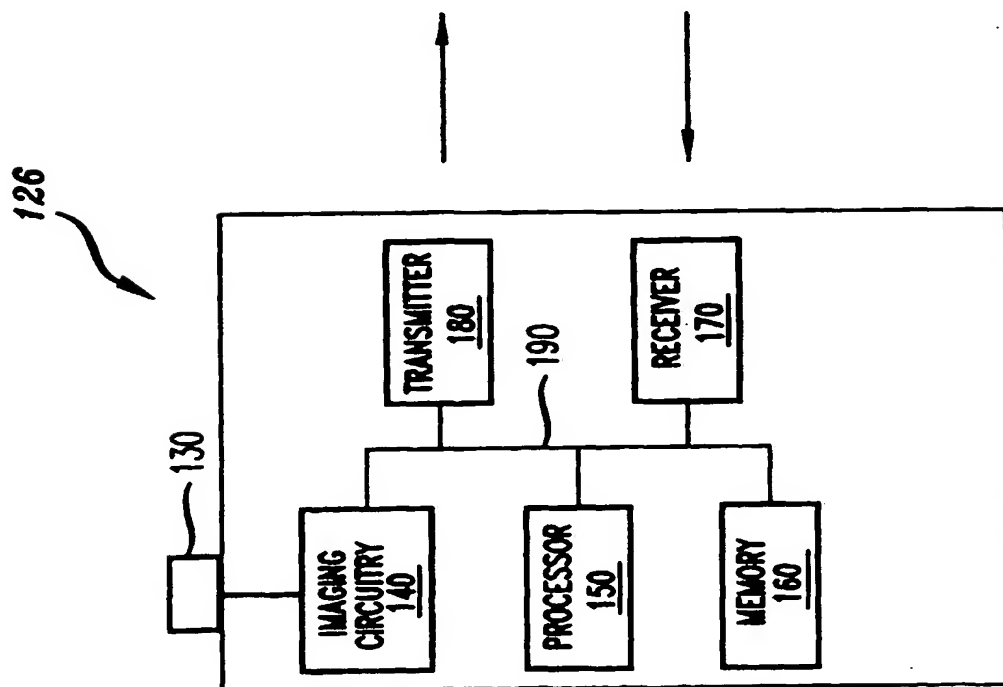 126
130
IMAGING
CIRCUITRY
140
PROCESSOR
150
MEMORY
160
190
TRANSMITTER
180
RECEIVER
170